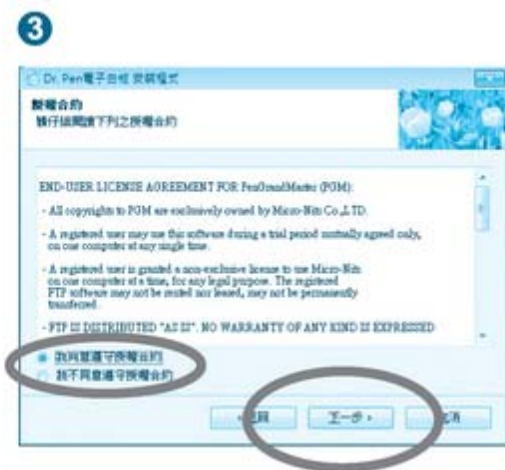 3
Dr. Pen電子白板 安裝程式
授權合約
請仔細閱讀下列之授權合約
END-USER LICENSE AGREEMENT FOR PenGrandMaster (PGM):
- All copyrights to PGM are exclusively owned by Micro-Nits Co.,LTD.
- A registered user may use this software during a trial period mutually agreed only,
on one computer at any single time.
- A registered user is granted a non-exclusive license to use Micro-Nits
on one computer at a time, for any legal purpose. The registered
FTP software may not be rented nor leased, may not be permanently
transferred.
- FTP IS DISTRIBUTED "AS IS". NO WARRANTY OF ANY KIND IS EXPRESSED
我同意遵守授權合約
我不同意遵守授權合約
下一步 >